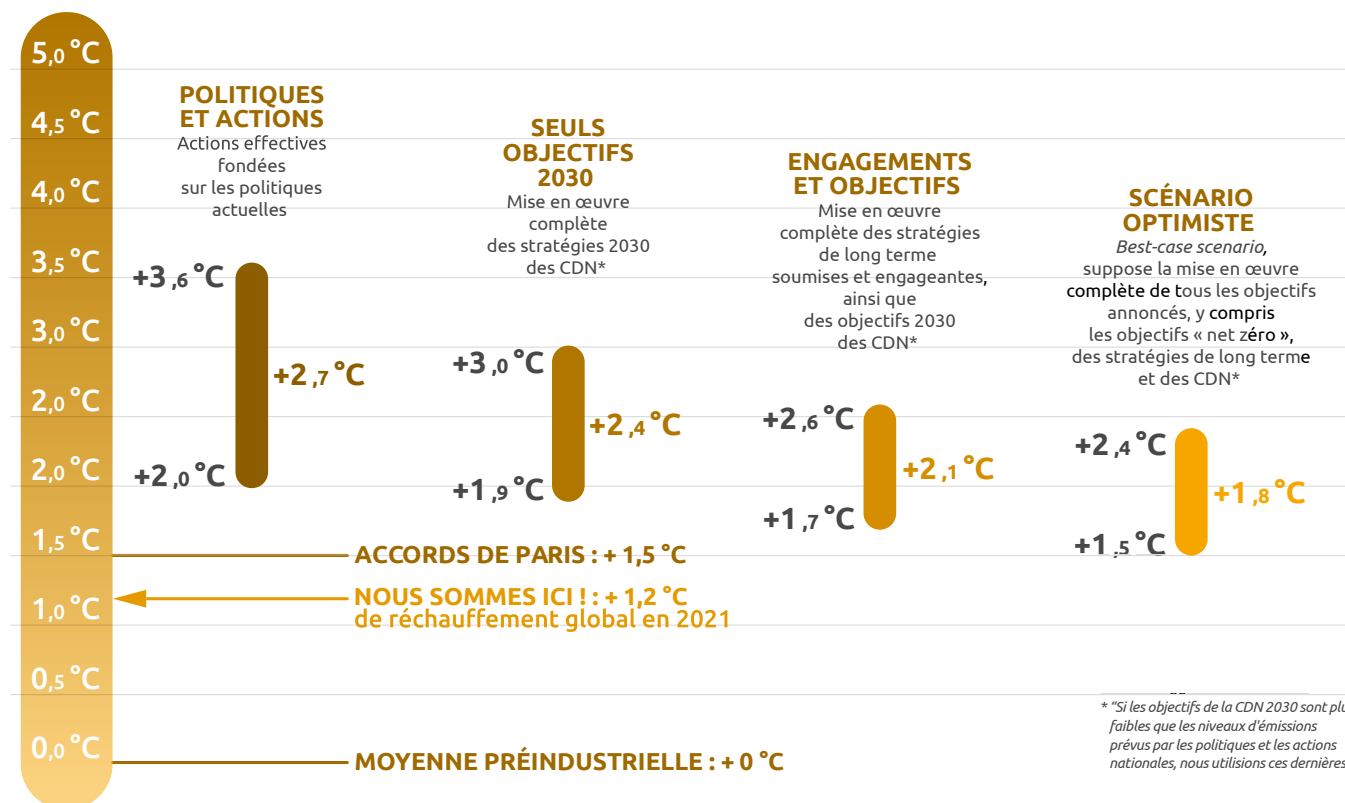 5,0 °C
4,5 °C
4,0 °C
3,5 °C
3,0 °C
2,0 °C
2,0 °C
1,5 °C
1,0 °C
0,5 °C
0,0 °C
POLITIQUES
ET ACTIONS
Actions effectives
fondées
sur les politiques
actuelles
+3,6 °C
+2,7 °C
+2,0 °C
SEULS
OBJECTIFS
2030
Mise en œuvre
complète
des stratégies 2030
des CDN*
+3,0 °C
+2,4 °C
+1,9 °C
ENGAGEMENTS
ET OBJECTIFS
Mise en œuvre
complète des stratégies
de long terme
soumises et engageantes,
ainsi que
des objectifs 2030
des CDN*
+2,6 °C
+2,1 °C
+1,7 °C
SCÉNARIO
OPTIMISTE
Best-case scenario,
suppose la mise en œuvre
complète de tous les objectifs
annoncés, y compris
les objectifs « net zéro »,
des stratégies de long terme
et des CDN*
+2,4 °C
+1,8 °C
+1,5 °C
ACCORDS DE PARIS : + 1,5 °C
NOUS SOMMES ICI ! : + 1,2 °C
de réchauffement global en 2021
MOYENNE PRÉINDUSTRIELLE : + 0 °C
* "Si les objectifs de la CDN 2030 sont plu
faibles que les niveaux d'émissions
prévus par les politiques et les actions
nationales, nous utilisions ces dernières